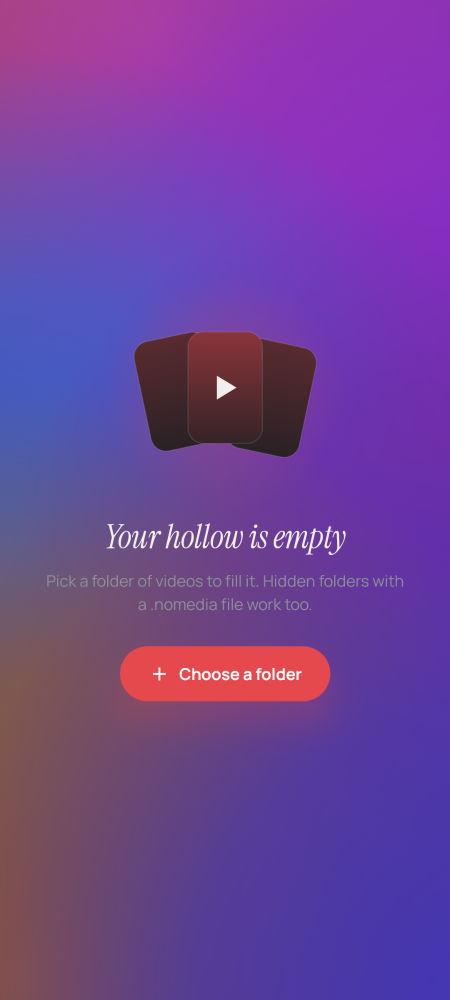 Your hollow is empty
Pick a folder of videos to fill it. Hidden folders with
a .nomedia file work too.
Choose a folder